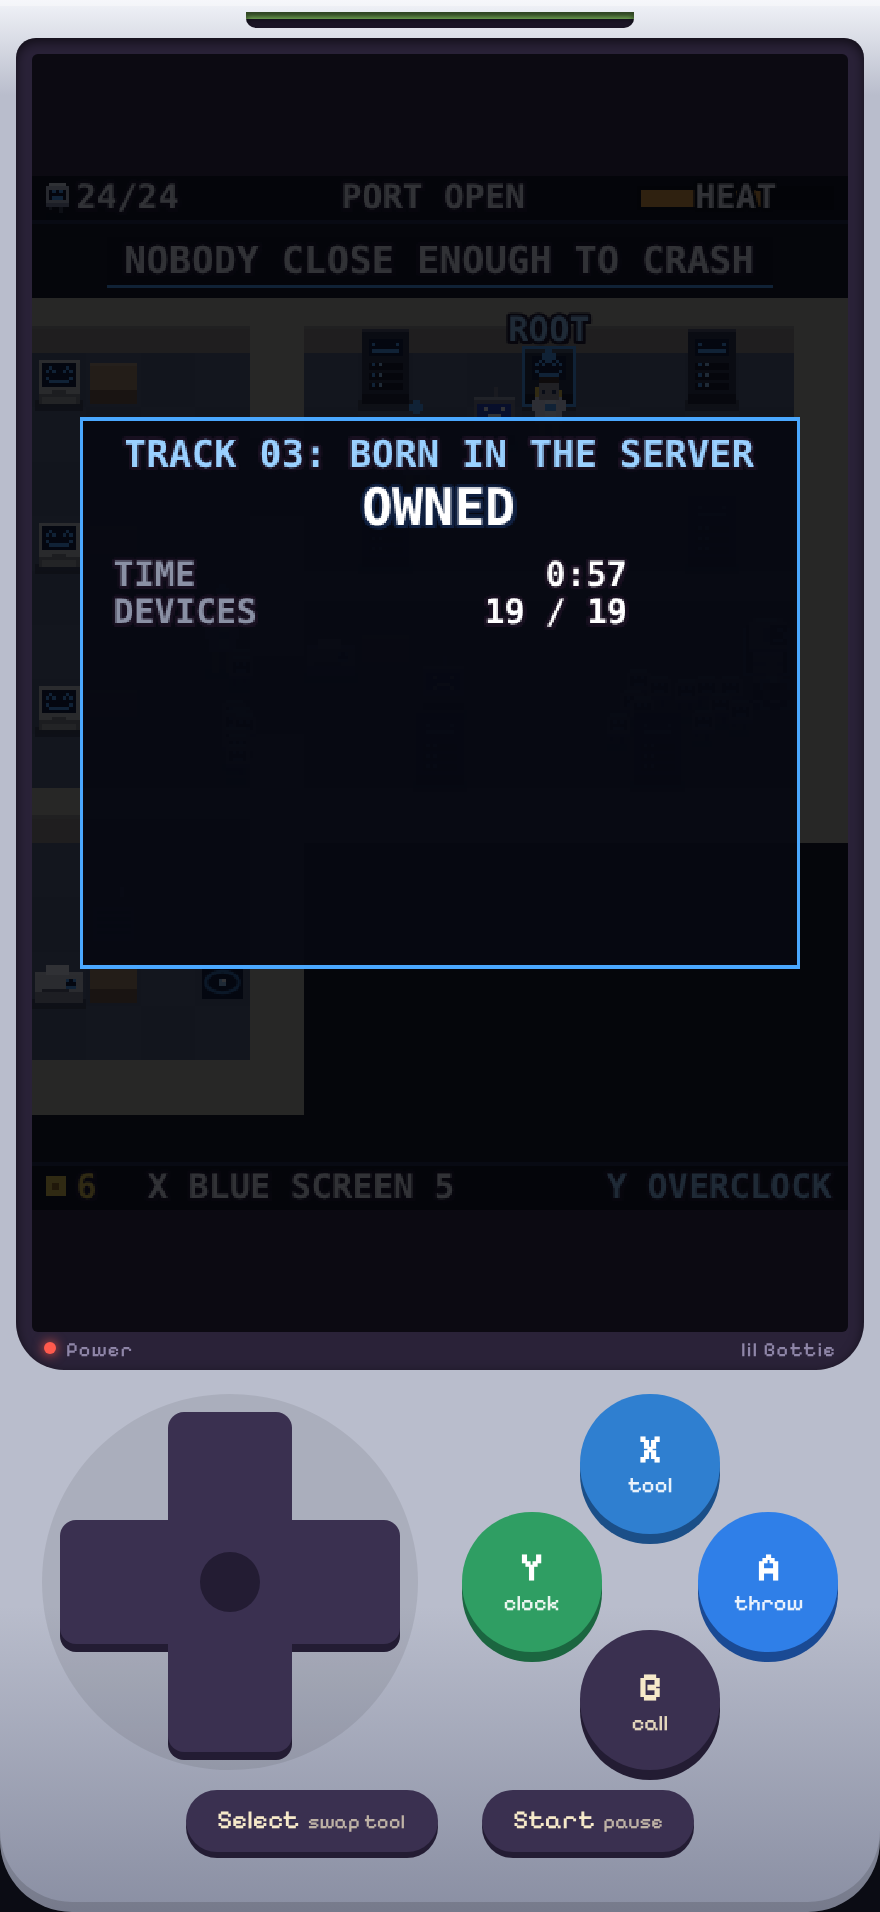 24/24 PORT OPEN HEAT
NOBODY CLOSE ENOUGH TO CRASH
ROOT
TRACK 03: BORN IN THE SERVER
OWNED
TIME 0:57
DEVICES 19 / 19
6 X BLUE SCREEN 5 Y OVERCLOCK
Power lil Bottie
X
tool
Y
clock
A
throw
B
call
Select swap tool
Start pause